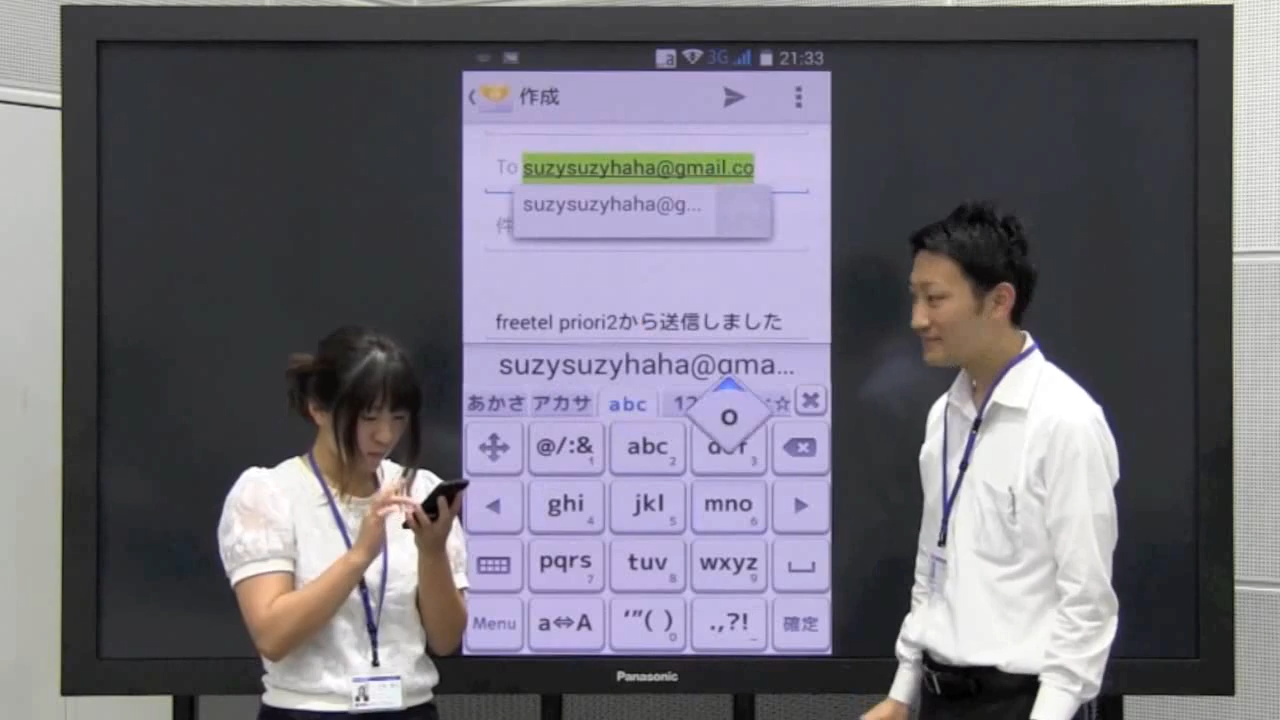 3G 21:33
作成
To suzysuzyhaha@gmail.co
suzysuzyhaha@g...
件
freetel priori2から送信しました
suzysuzyhaha@gma...
あかさ アカサ abc 12 ☆
o
@/:& 1 abc 2 3
ghi 4 jkl 5 mno 6
pqrs 7 tuv 8 wxyz 9
Menu a⇔A ‘”( ) 0 .,?! _ 確定
Panasonic